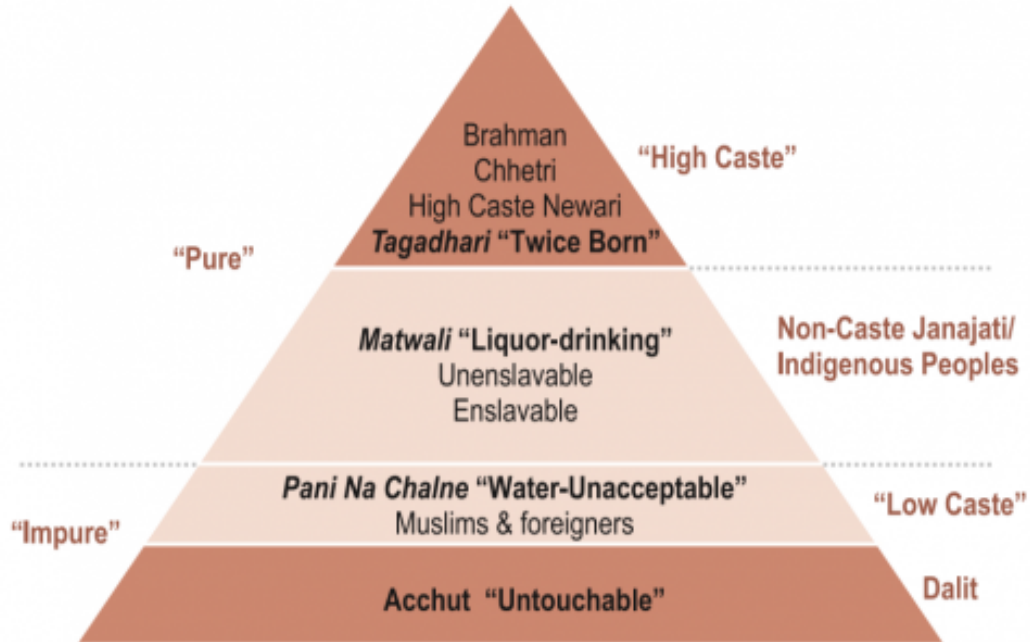 Brahman
Chhetri
High Caste Newari
Tagadhari “Twice Born”
“High Caste”
“Pure”
Matwali “Liquor-drinking”
Unenslavable
Enslavable
Non-Caste Janajati/
Indigenous Peoples
Pani Na Chalne “Water-Unacceptable”
Muslims & foreigners
“Low Caste”
“Impure”
Acchut “Untouchable”
Dalit